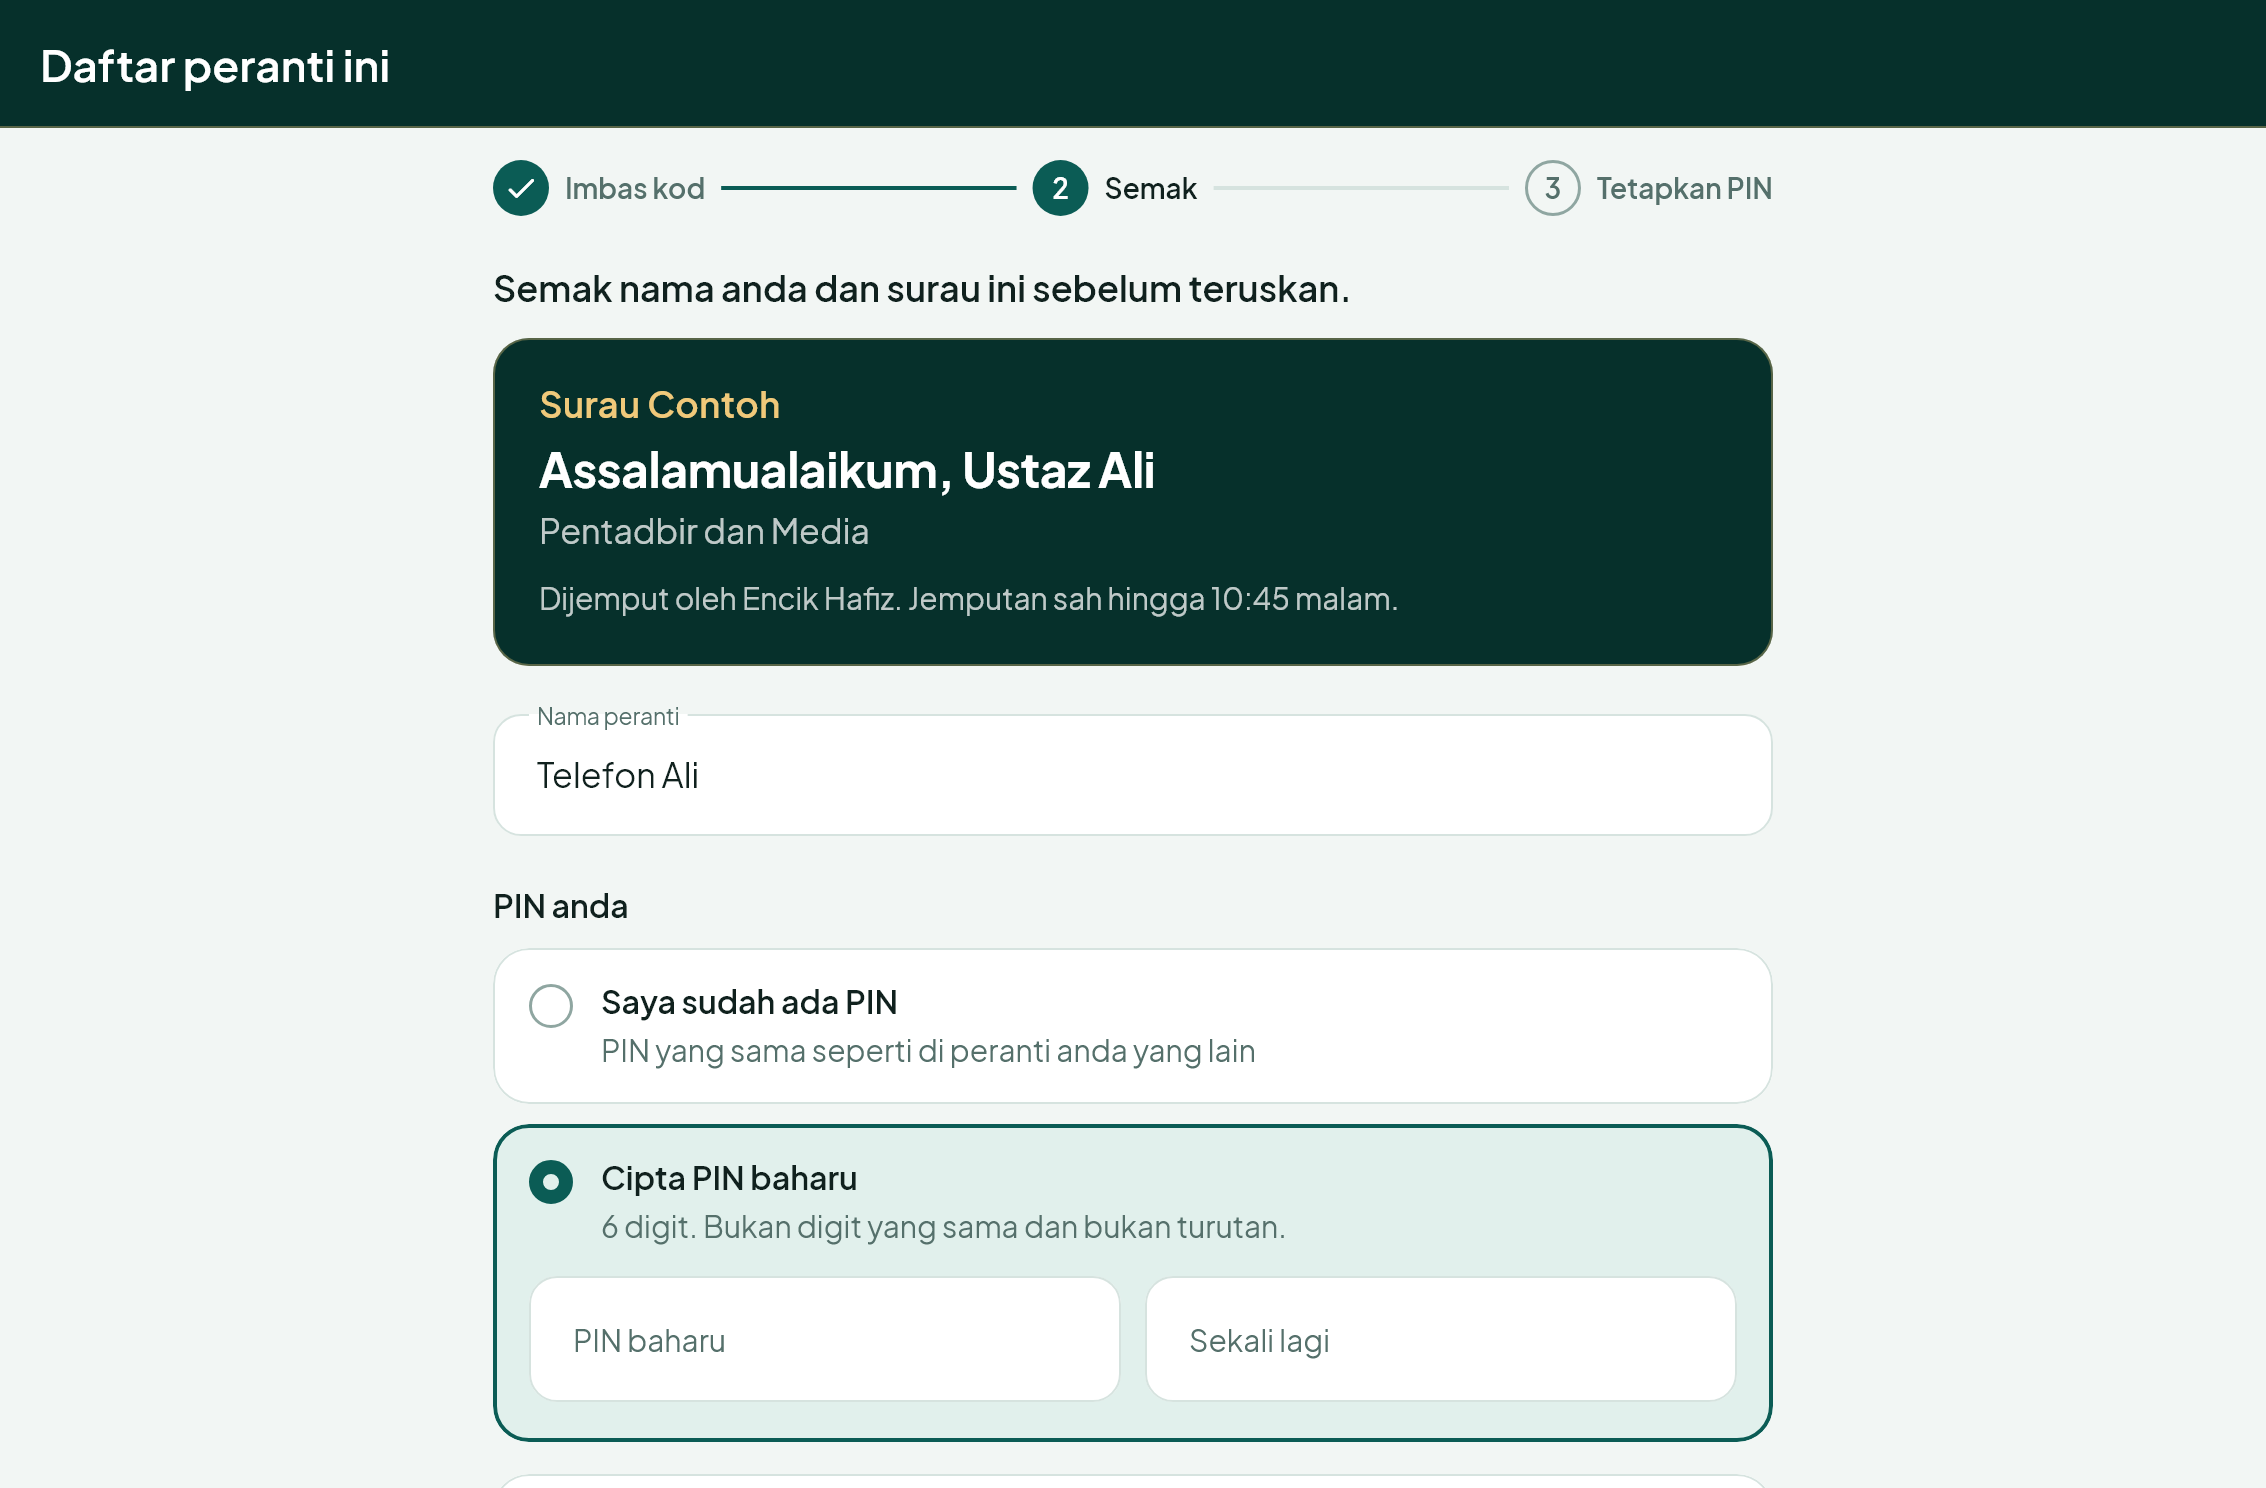 Daftar peranti ini
Imbas kod
2
Semak
3
Tetapkan PIN
Semak nama anda dan surau ini sebelum teruskan.
Surau Contoh
Assalamualaikum, Ustaz Ali
Pentadbir dan Media
Dijemput oleh Encik Hafiz. Jemputan sah hingga 10:45 malam.
Nama peranti
Telefon Ali
PIN anda
Saya sudah ada PIN
PIN yang sama seperti di peranti anda yang lain
Cipta PIN baharu
6 digit. Bukan digit yang sama dan bukan turutan.
PIN baharu
Sekali lagi